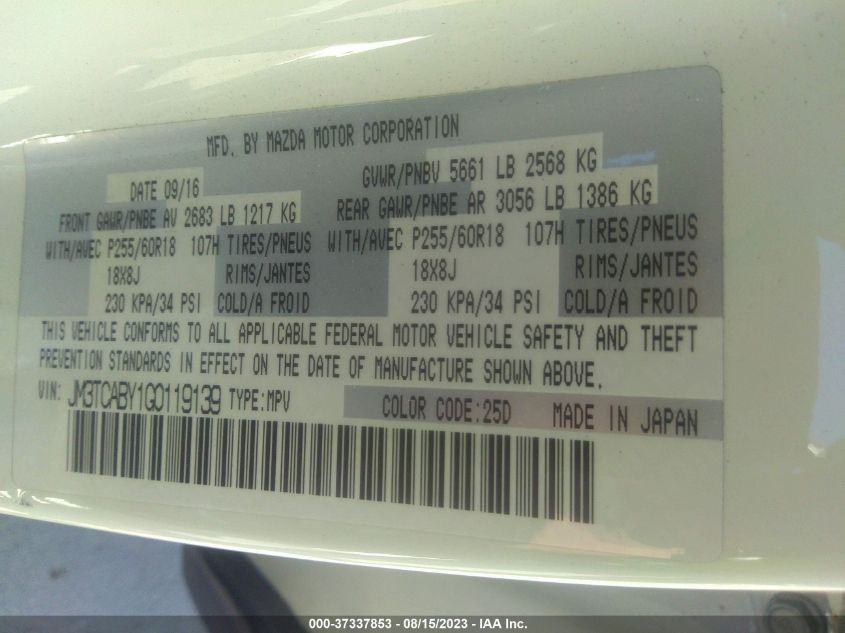 MFD. BY MAZDA MOTOR CORPORATION
DATE 09/16 GVWR/PNBV 5661 LB 2568 KG
FRONT GAWR/PNBE AV 2683 LB 1217 KG REAR GAWR/PNBE AR 3056 LB 1386 KG
WITH/AVEC P255/60R18 107H TIRES/PNEUS WITH/AVEC P255/60R18 107H TIRES/PNEUS
18X8J RIMS/JANTES 18X8J RIMS/JANTES
230 KPA/34 PSI COLD/A FROID 230 KPA/34 PSI COLD/A FROID
THIS VEHICLE CONFORMS TO ALL APPLICABLE FEDERAL MOTOR VEHICLE SAFETY AND THEFT
PREVENTION STANDARDS IN EFFECT ON THE DATE OF MANUFACTURE SHOWN ABOVE.
VIN: JM3TCABY1G0119139 TYPE:MPV COLOR CODE:25D MADE IN JAPAN
000-37337853 - 08/15/2023 - IAA Inc.